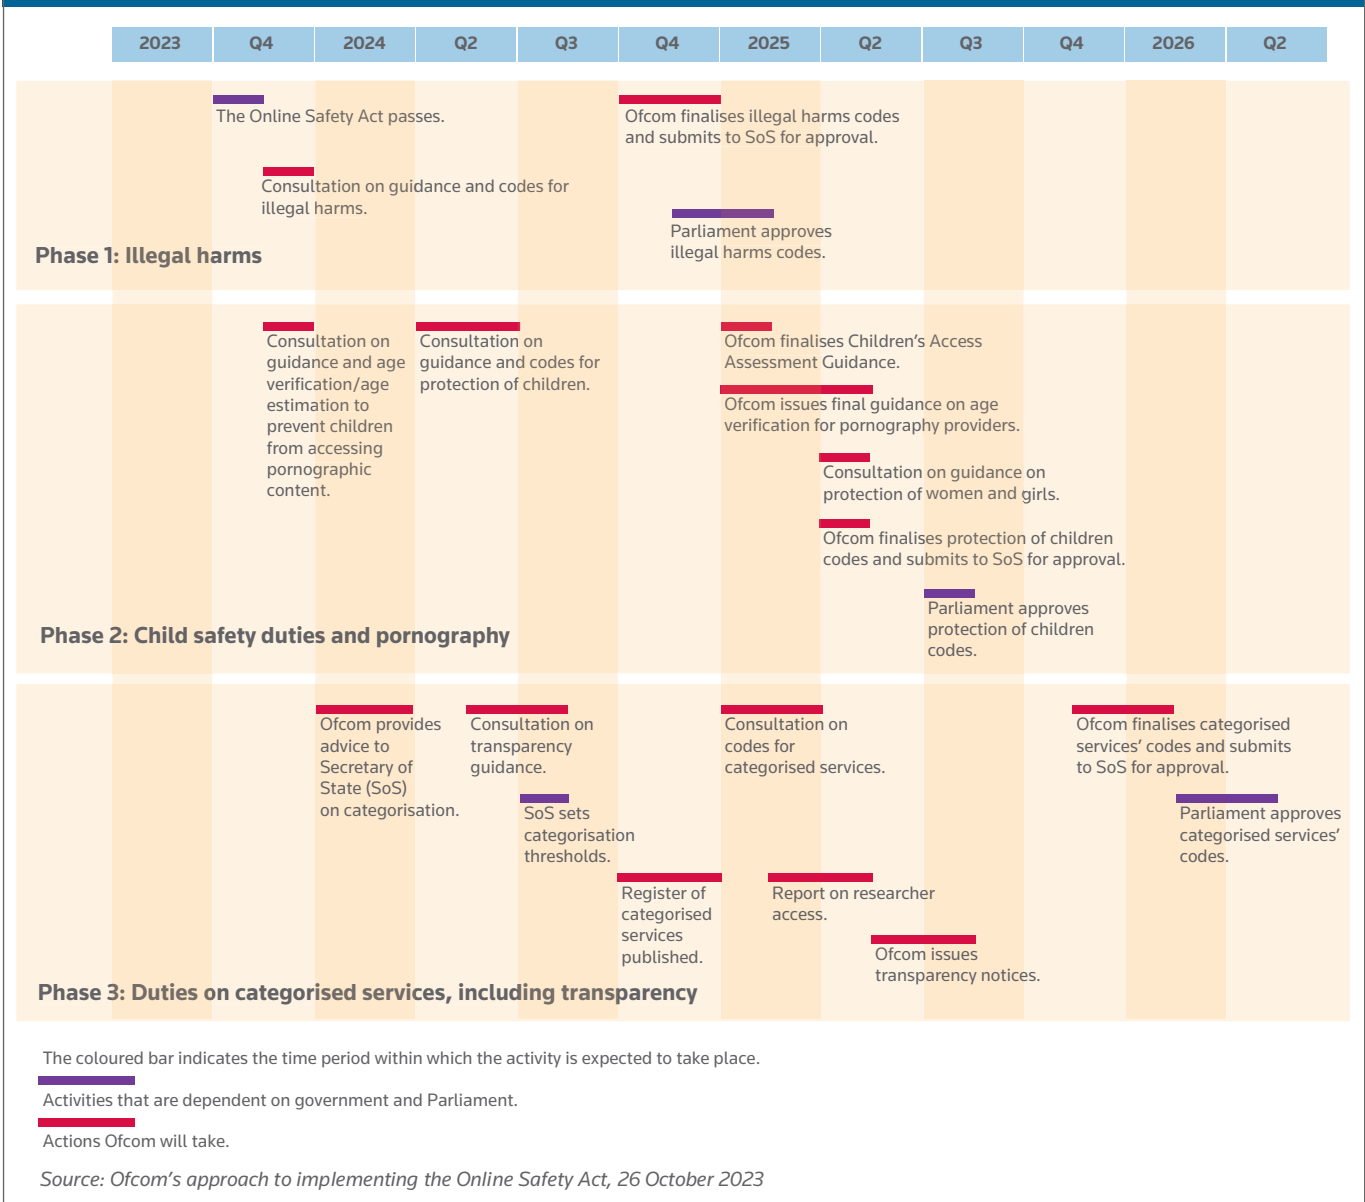 2023 Q4 2024 Q2 Q3 Q4 2025 Q2 Q3 Q4 2026 Q2
The Online Safety Act passes.
Ofcom finalises illegal harms codes
and submits to SoS for approval.
Consultation on guidance and codes for
illegal harms.
Parliament approves
illegal harms codes.
Phase 1: Illegal harms
Consultation on
guidance and age
verification/age
estimation to
prevent children
from accessing
pornographic
content.
Consultation on
guidance and codes for
protection of children.
Ofcom finalises Children’s Access
Assessment Guidance.
Ofcom issues final guidance on age
verification for pornography providers.
Consultation on guidance on
protection of women and girls.
Ofcom finalises protection of children
codes and submits to SoS for approval.
Parliament approves
protection of children
codes.
Phase 2: Child safety duties and pornography
Ofcom provides
advice to
Secretary of
State (SoS)
on categorisation.
Consultation on
transparency
guidance.
SoS sets
categorisation
thresholds.
Register of
categorised
services
published.
Consultation on
codes for
categorised services.
Report on researcher
access.
Ofcom issues
transparency notices.
Ofcom finalises categorised
services’ codes and submits
to SoS for approval.
Parliament approves
categorised services’
codes.
Phase 3: Duties on categorised services, including transparency
The coloured bar indicates the time period within which the activity is expected to take place.
Activities that are dependent on government and Parliament.
Actions Ofcom will take.
Source: Ofcom’s approach to implementing the Online Safety Act, 26 October 2023